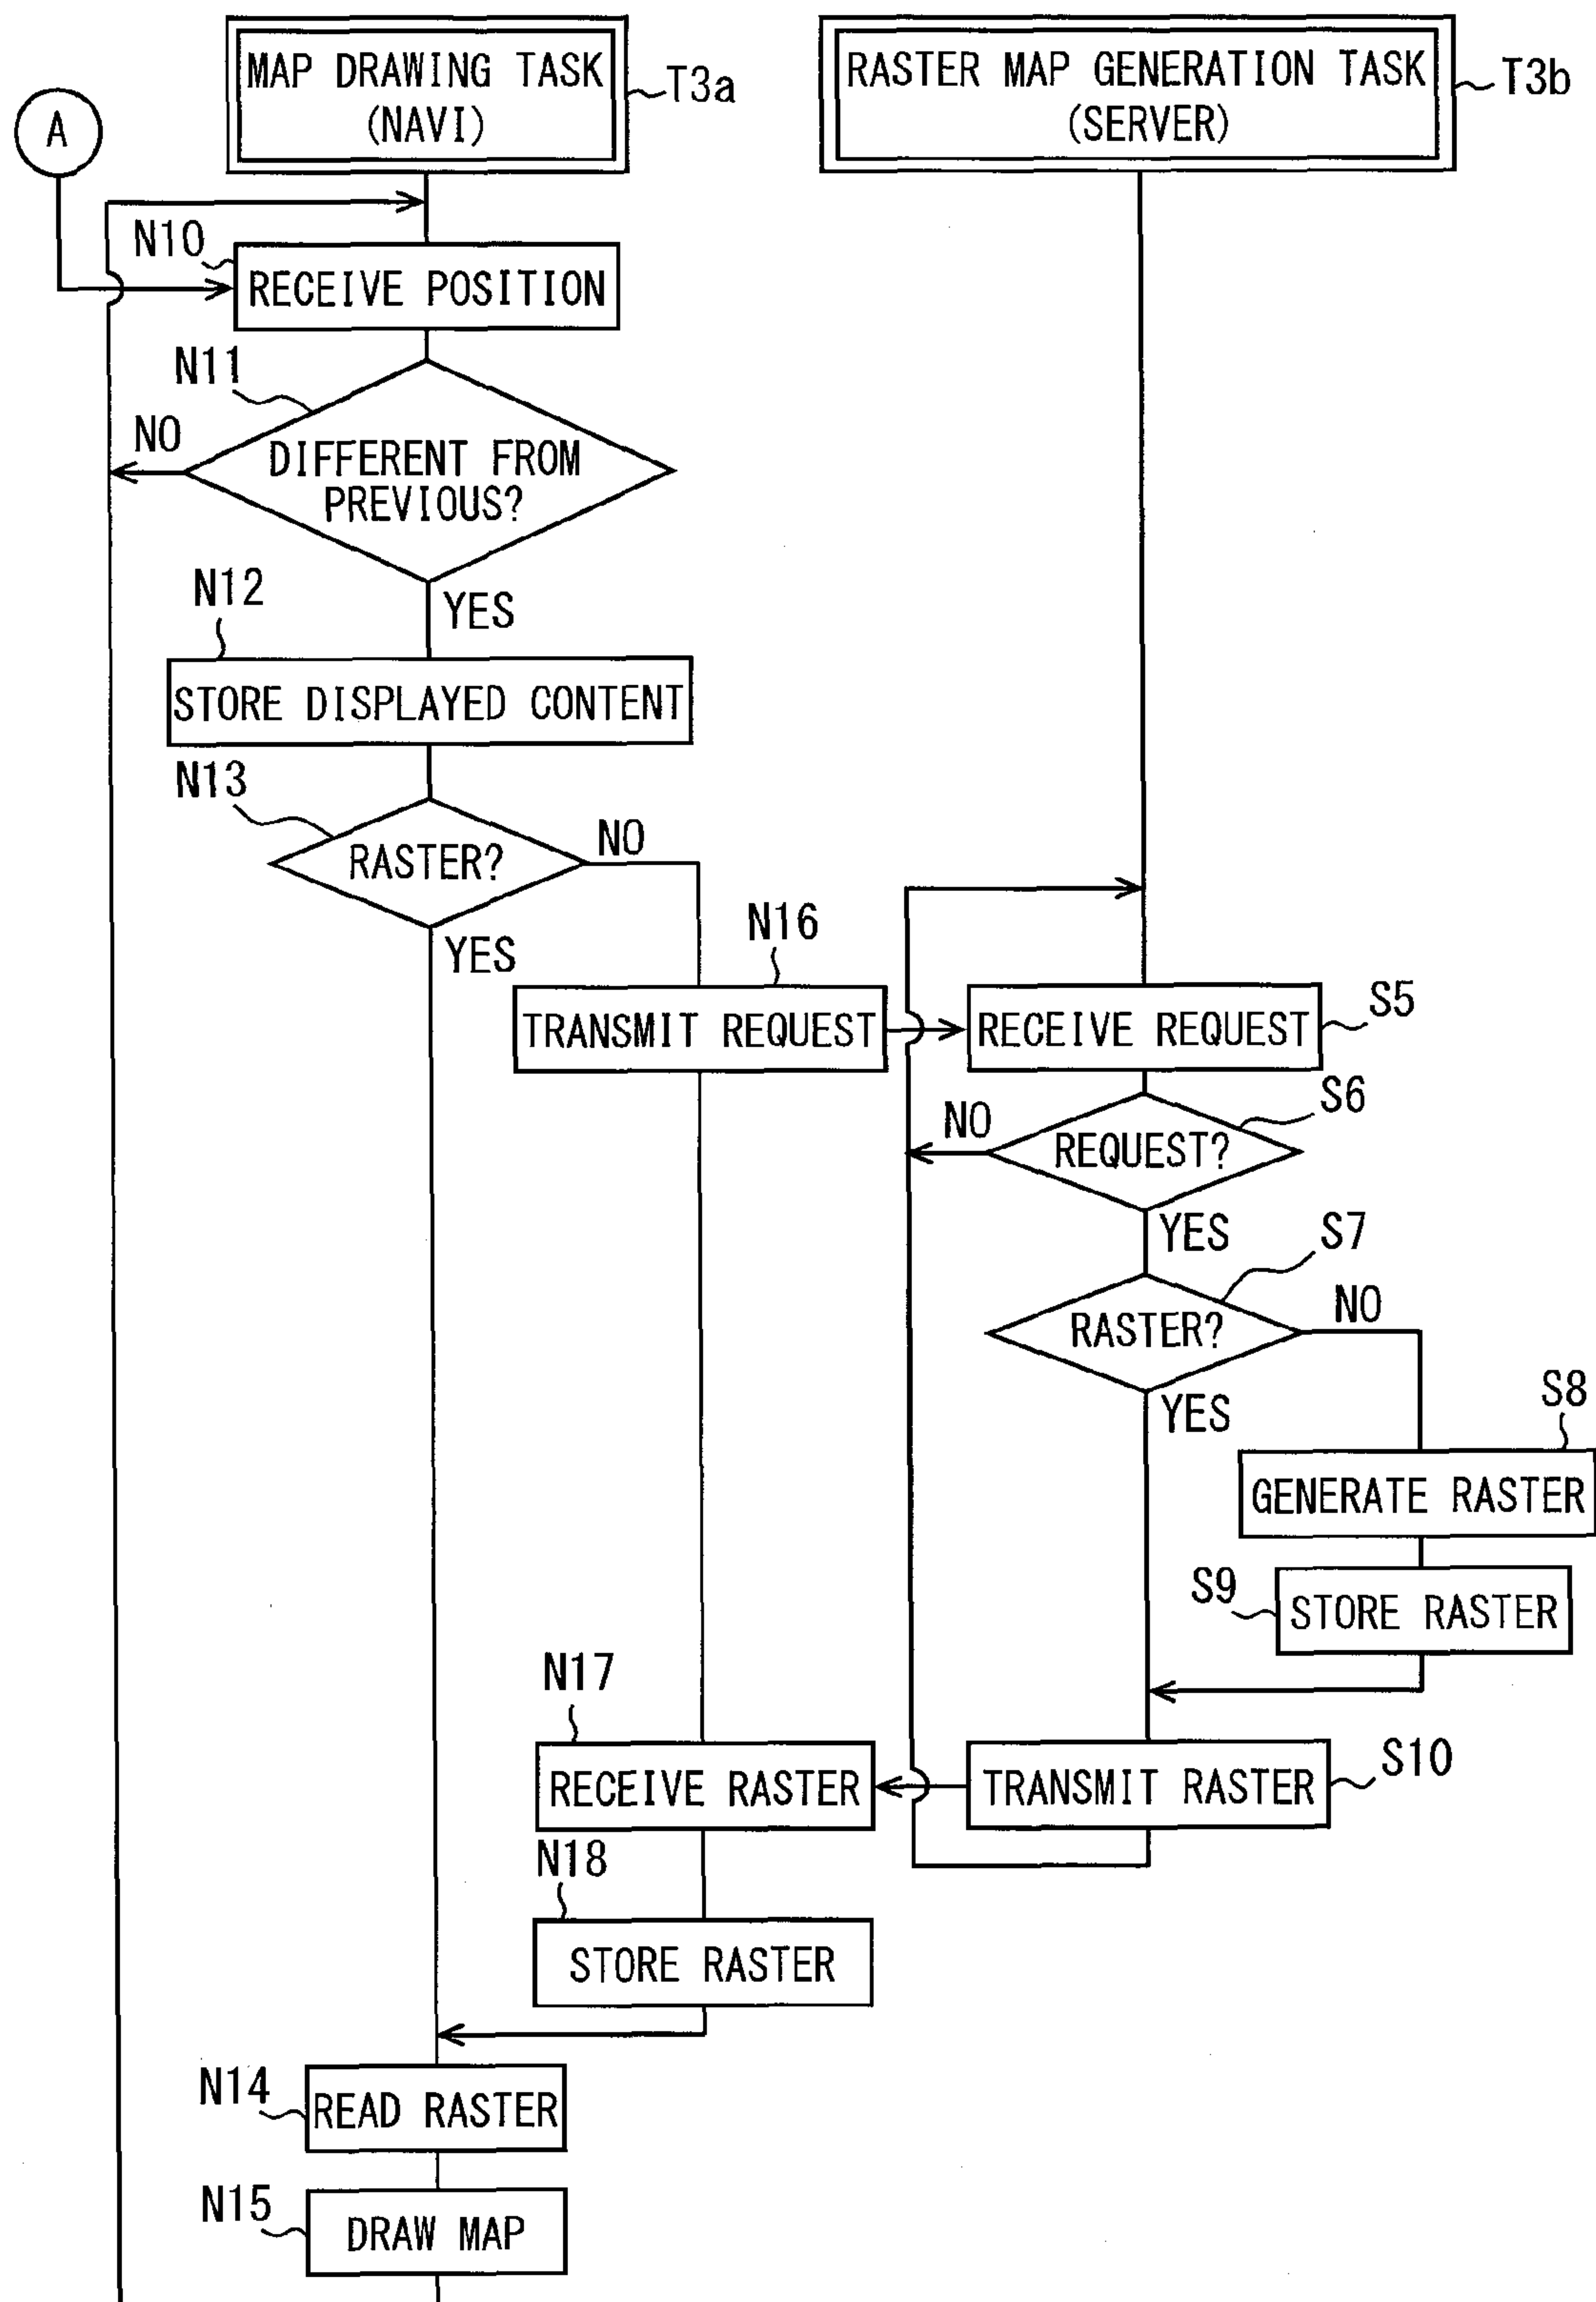 MAP DRAWING TASK
(NAVI)
T3a
RASTER MAP GENERATION TASK
(SERVER)
T3b
A
N10
RECEIVE POSITION
N11
NO
DIFFERENT FROM
PREVIOUS?
YES
N12
STORE DISPLAYED CONTENT
N13
RASTER?
NO
YES
N16
TRANSMIT REQUEST
RECEIVE REQUEST
S5
S6
NO
REQUEST?
YES
S7
RASTER?
NO
YES
S8
GENERATE RASTER
S9
STORE RASTER
N17
RECEIVE RASTER
TRANSMIT RASTER
S10
N18
STORE RASTER
N14
READ RASTER
N15
DRAW MAP